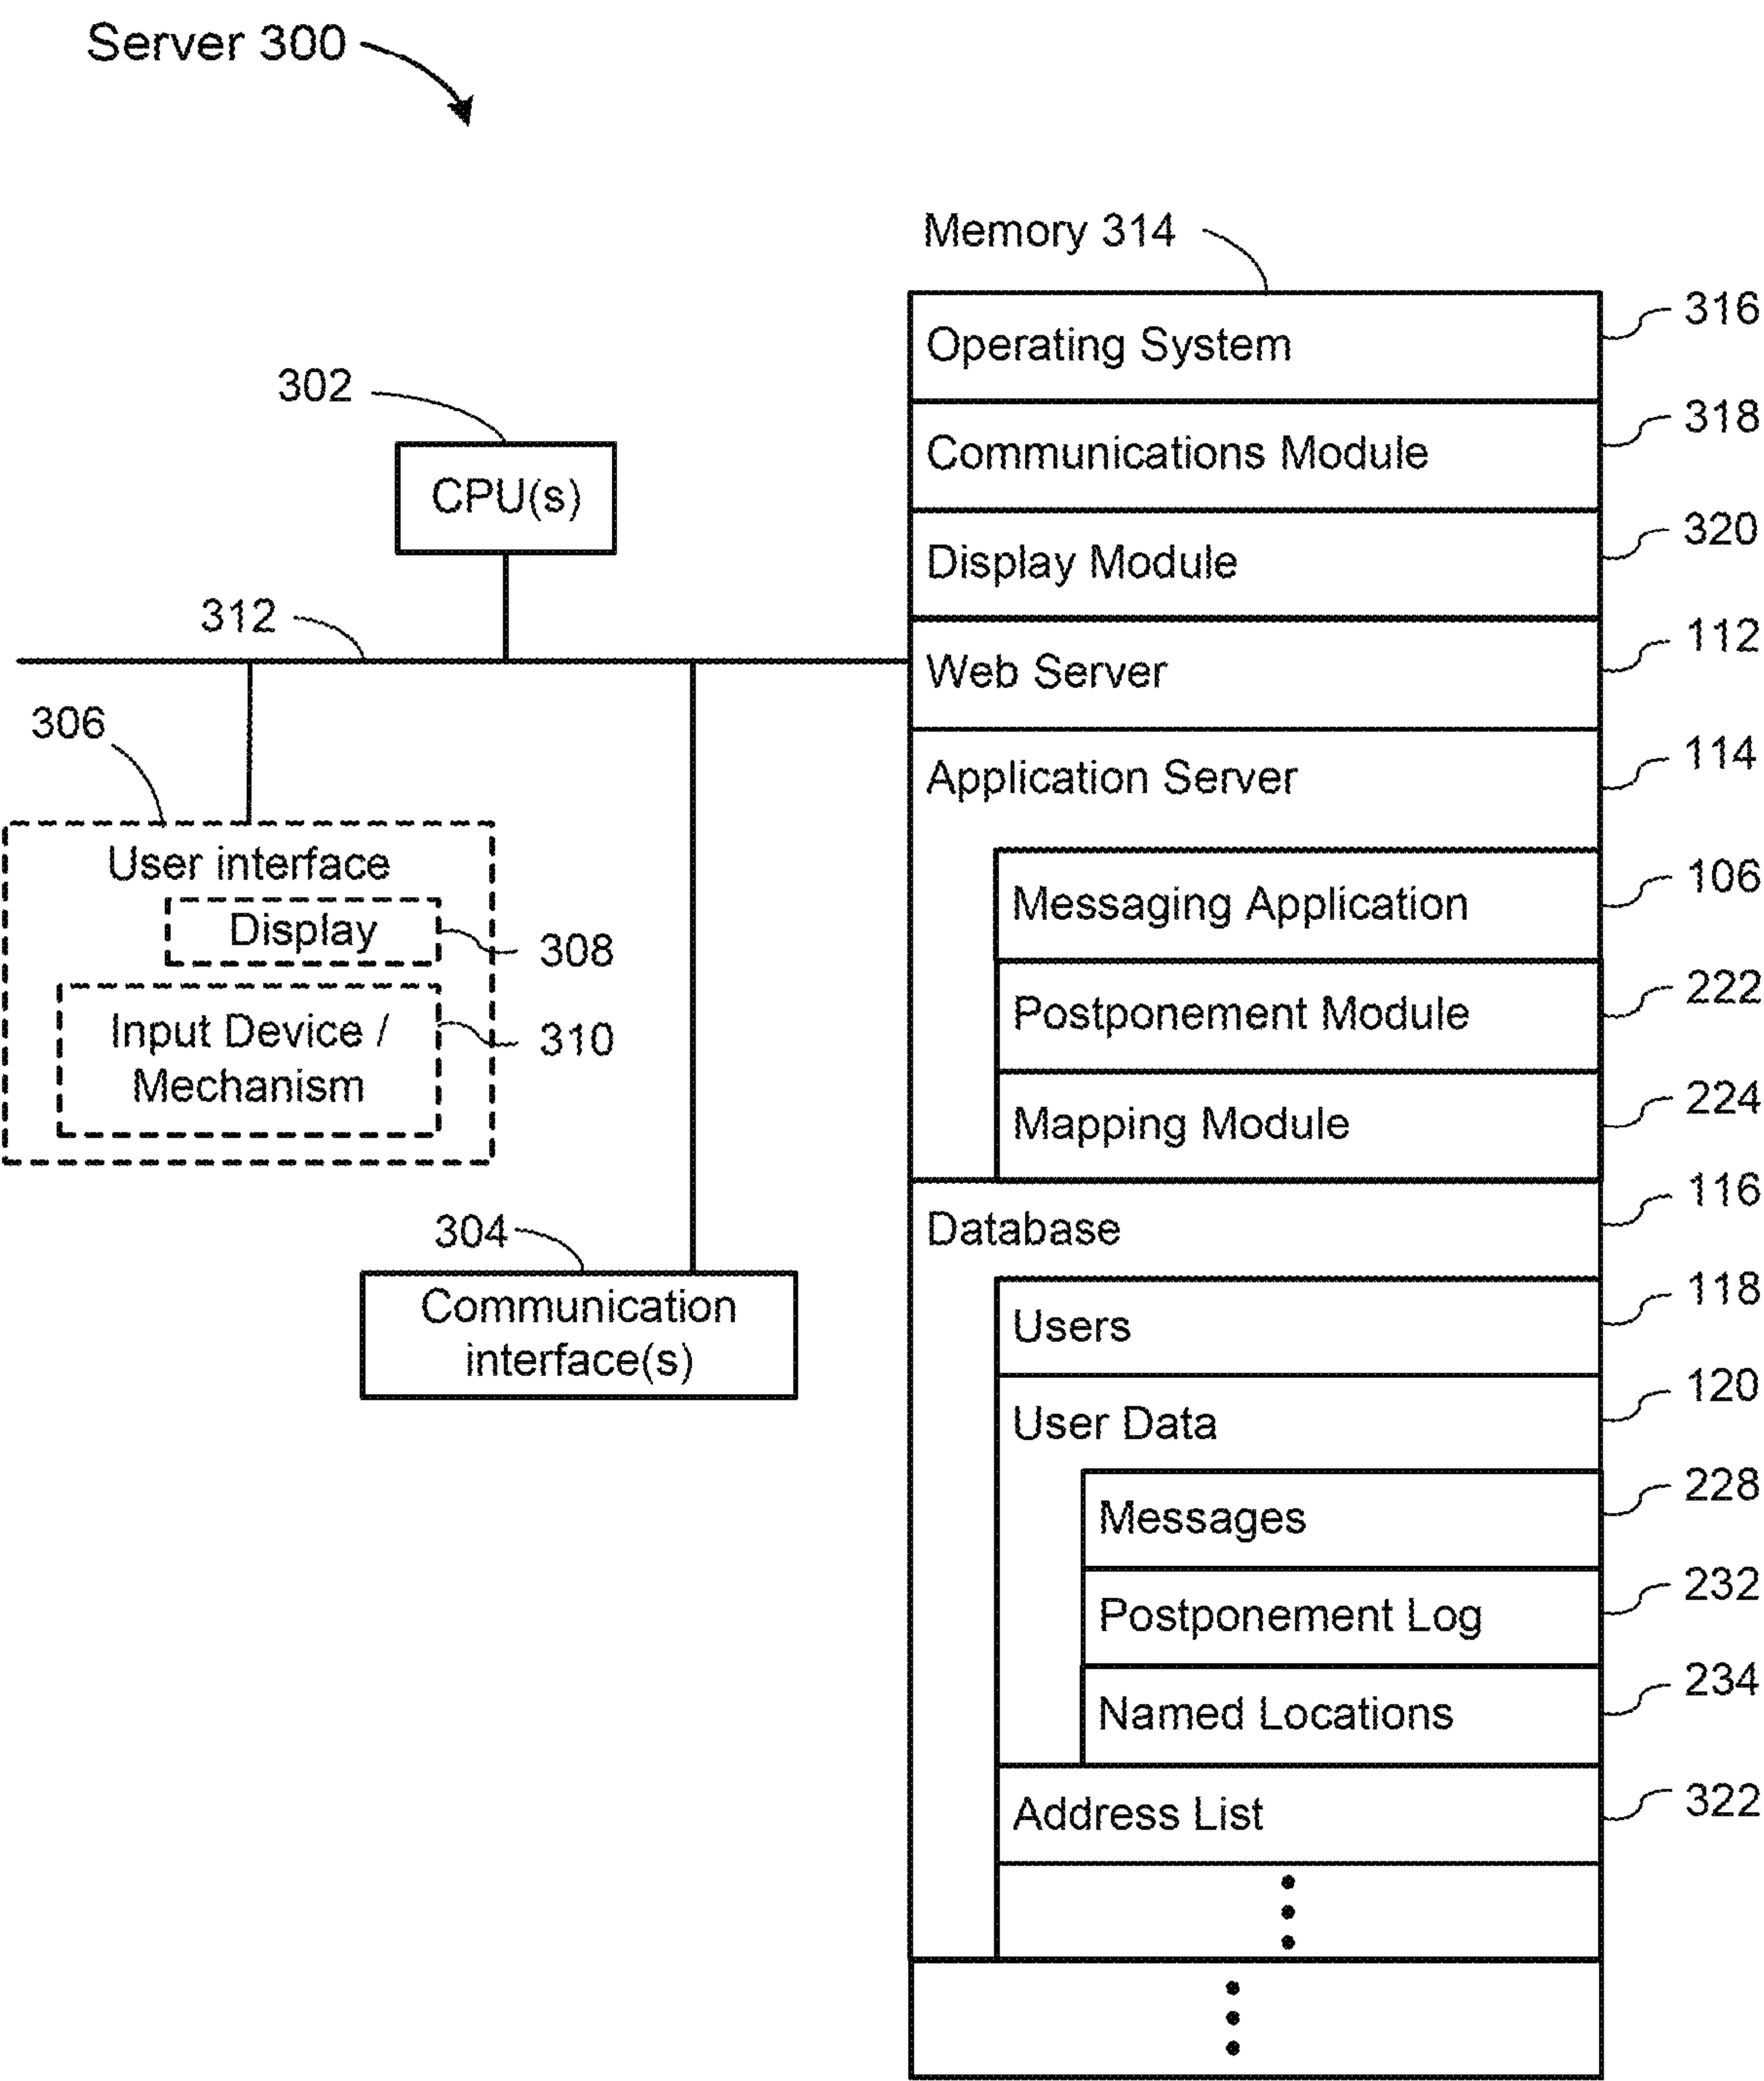 Server 300
Memory 314
Operating System
316
Communications Module
318
Display Module
320
Web Server
112
Application Server
114
Messaging Application
106
Postponement Module
222
Mapping Module
224
Database
116
Users
118
User Data
120
Messages
228
Postponement Log
232
Named Locations
234
Address List
322
302
CPU(s)
312
306
User interface
Display
308
Input Device /
Mechanism
310
304
Communication
interface(s)